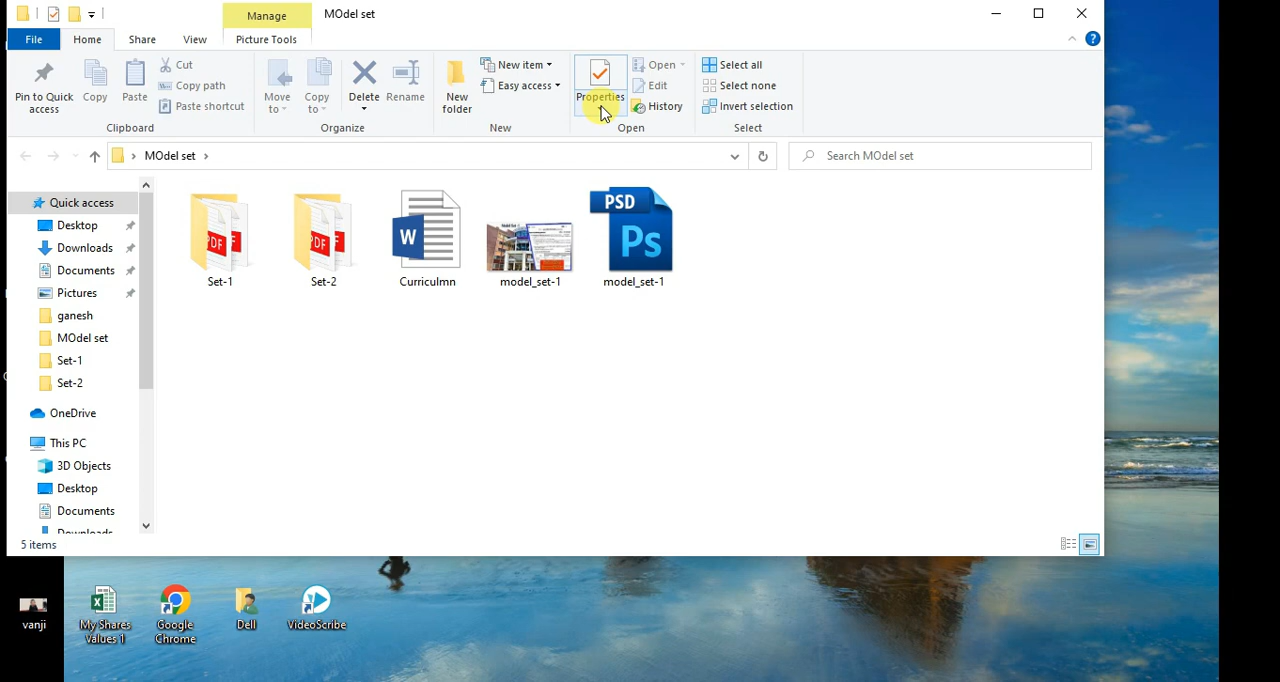 Manage
MOdel set
File
Home
Share
View
Picture Tools
Pin to Quick access
Copy
Paste
Cut
Copy path
Paste shortcut
Clipboard
Move to
Copy to
Delete
Rename
Organize
New folder
New item
Easy access
New
Properties
Open
Edit
History
Open
Select all
Select none
Invert selection
Select
MOdel set
Search MOdel set
Quick access
Desktop
Downloads
Documents
Pictures
ganesh
MOdel set
Set-1
Set-2
OneDrive
This PC
3D Objects
Desktop
Documents
Downloads
PDF
Set-1
PDF
Set-2
W
Curriculmn
model_set-1
PSD
Ps
model_set-1
5 items
vanji
My Shares
Values 1
Google
Chrome
Dell
VideoScribe